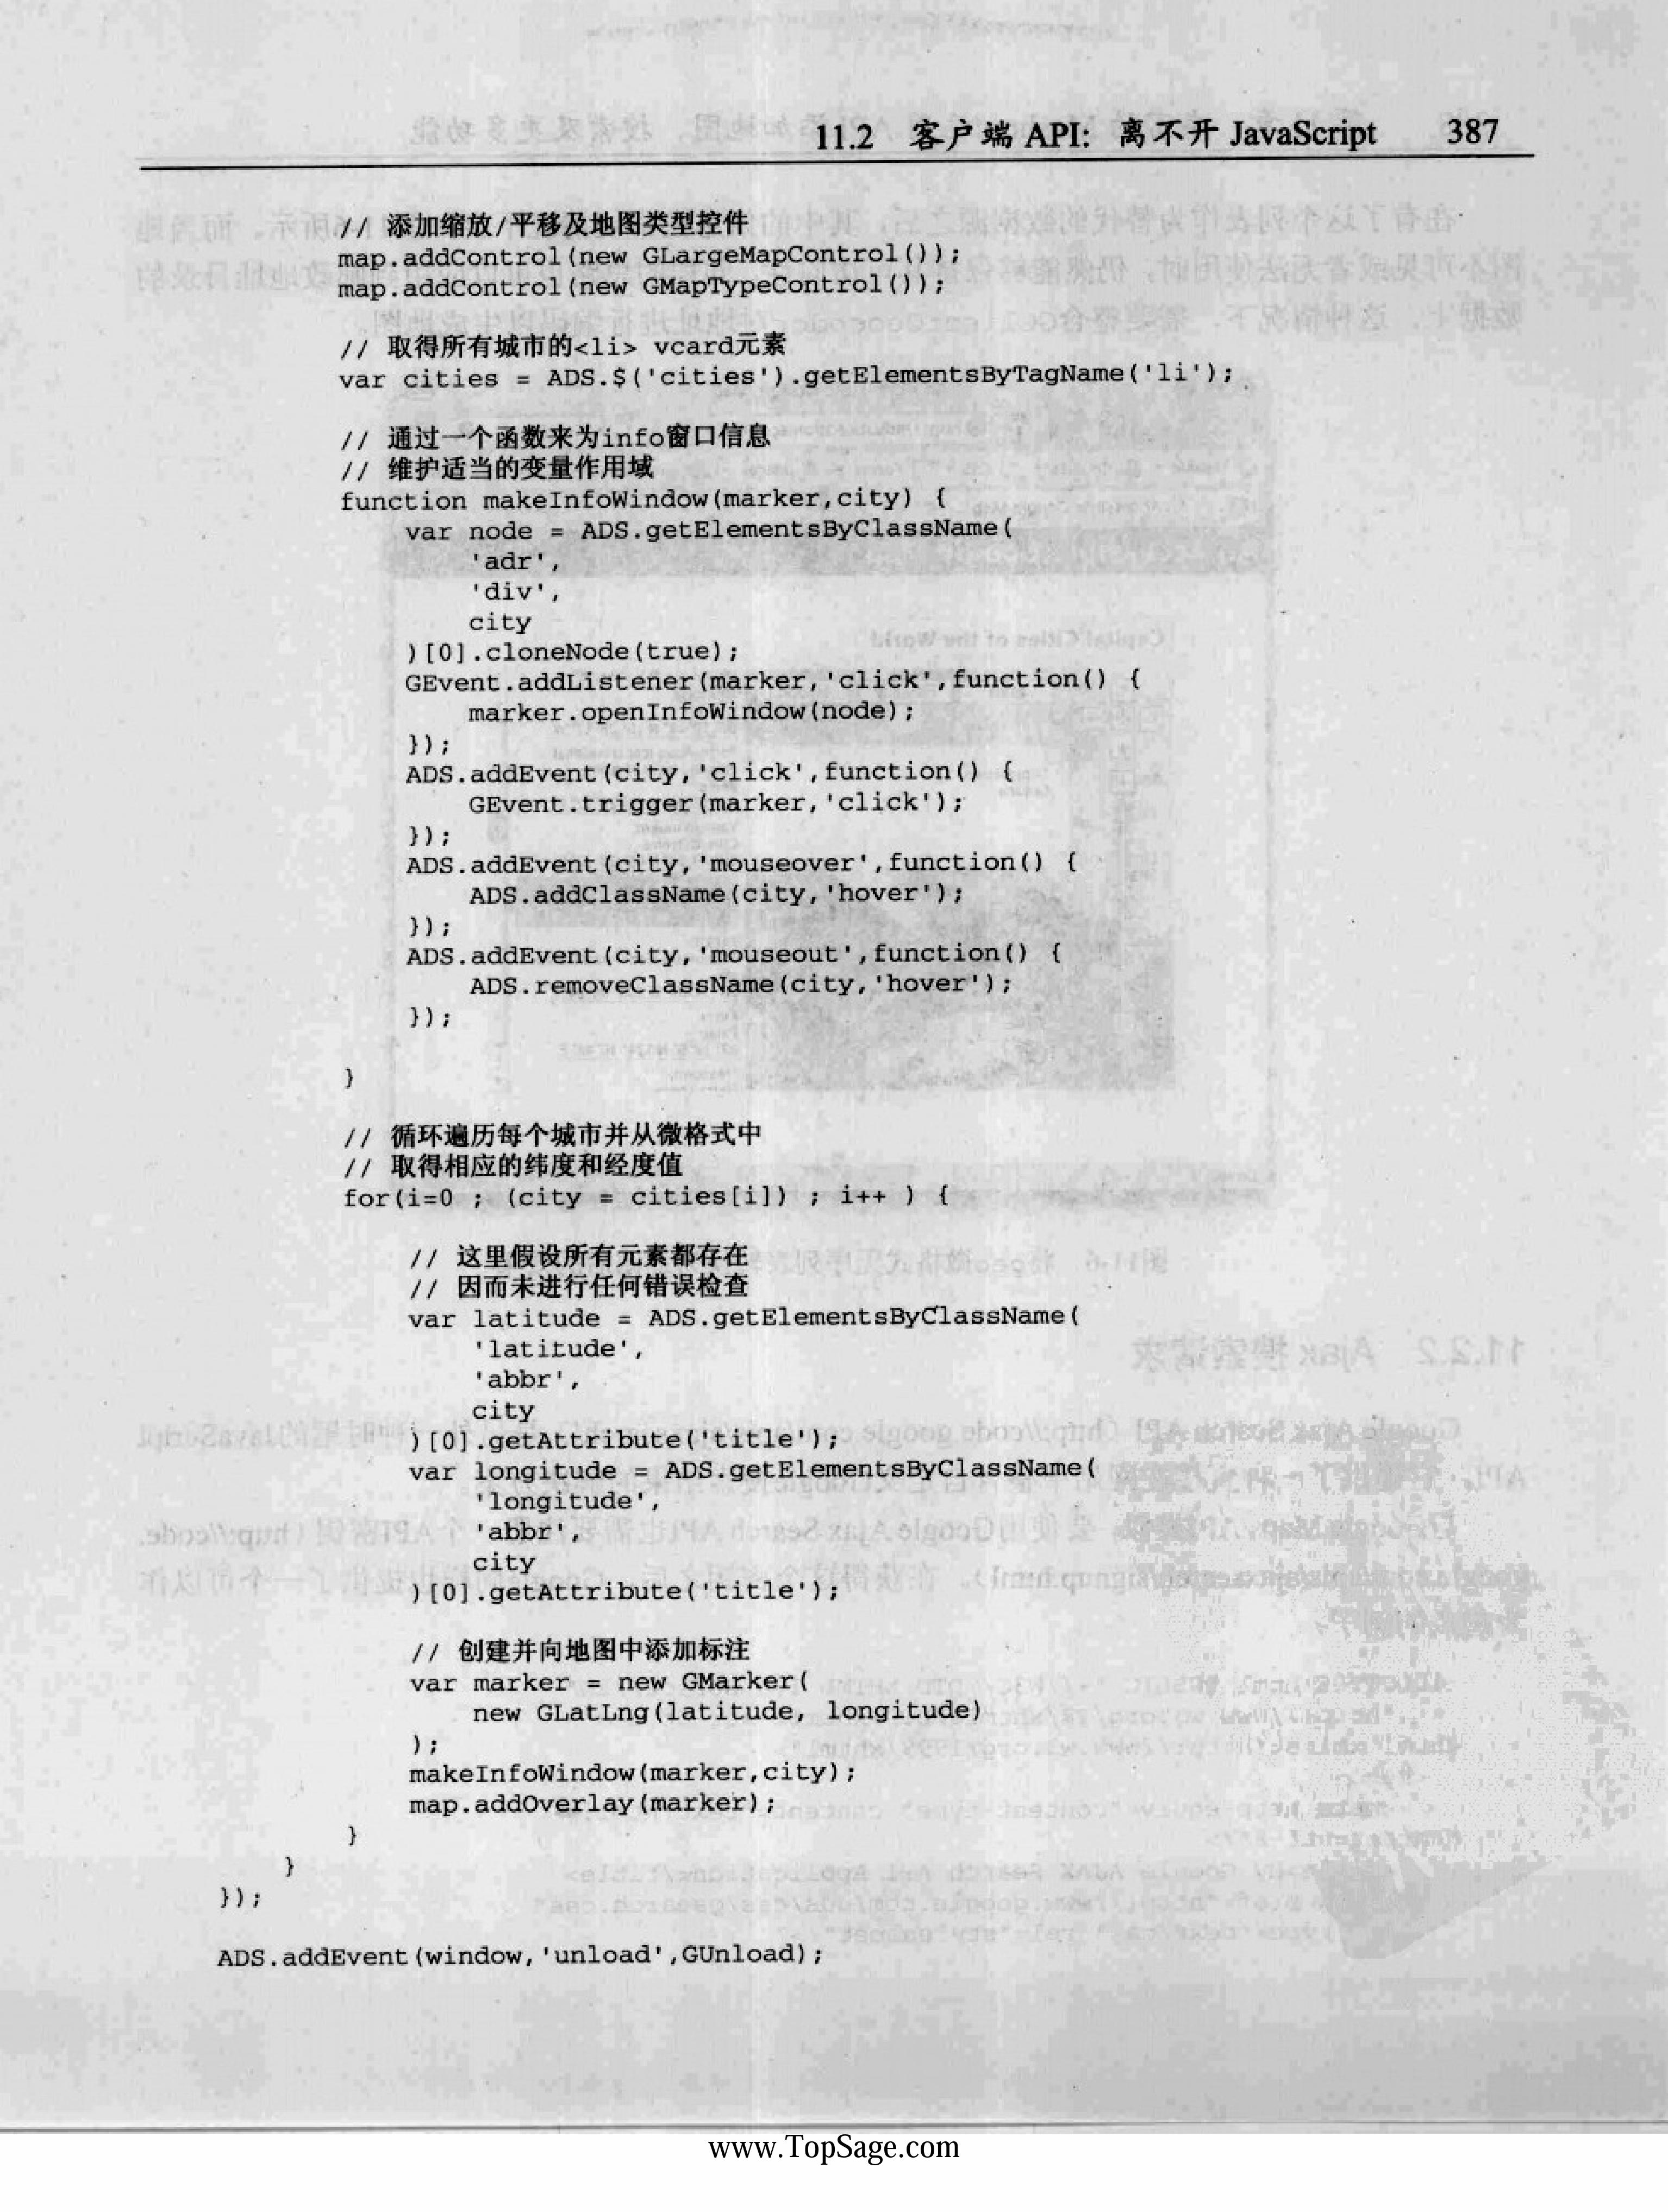 11.2 客户端 API: 离不开 JavaScript 387
// 添加缩放/平移及地图类型控件
map.addControl(new GLargeMapControl());
map.addControl(new GMapTypeControl());
// 取得所有城市的<li> vcard元素
var cities = ADS.$('cities').getElementsByTagName('li');
// 通过一个函数来为info窗口信息
// 维护适当的变量作用域
function makeInfoWindow(marker,city) {
var node = ADS.getElementsByClassName(
'adr',
'div',
city
)[0].cloneNode(true);
GEvent.addListener(marker,'click',function() {
marker.openInfoWindow(node);
});
ADS.addEvent(city,'click',function() {
GEvent.trigger(marker,'click');
});
ADS.addEvent(city,'mouseover',function() {
ADS.addClassName(city,'hover');
});
ADS.addEvent(city,'mouseout',function() {
ADS.removeClassName(city,'hover');
});
}
// 循环遍历每个城市并从微格式中
// 取得相应的纬度和经度值
for(i=0 ; (city = cities[i]) ; i++ ) {
// 这里假设所有元素都存在
// 因而未进行任何错误检查
var latitude = ADS.getElementsByClassName(
'latitude',
'abbr',
city
)[0].getAttribute('title');
var longitude = ADS.getElementsByClassName(
'longitude',
'abbr',
city
)[0].getAttribute('title');
// 创建并向地图中添加标注
var marker = new GMarker(
new GLatLng(latitude, longitude)
);
makeInfoWindow(marker,city);
map.addOverlay(marker);
}
}
});
ADS.addEvent(window,'unload',GUnload);
www.TopSage.com